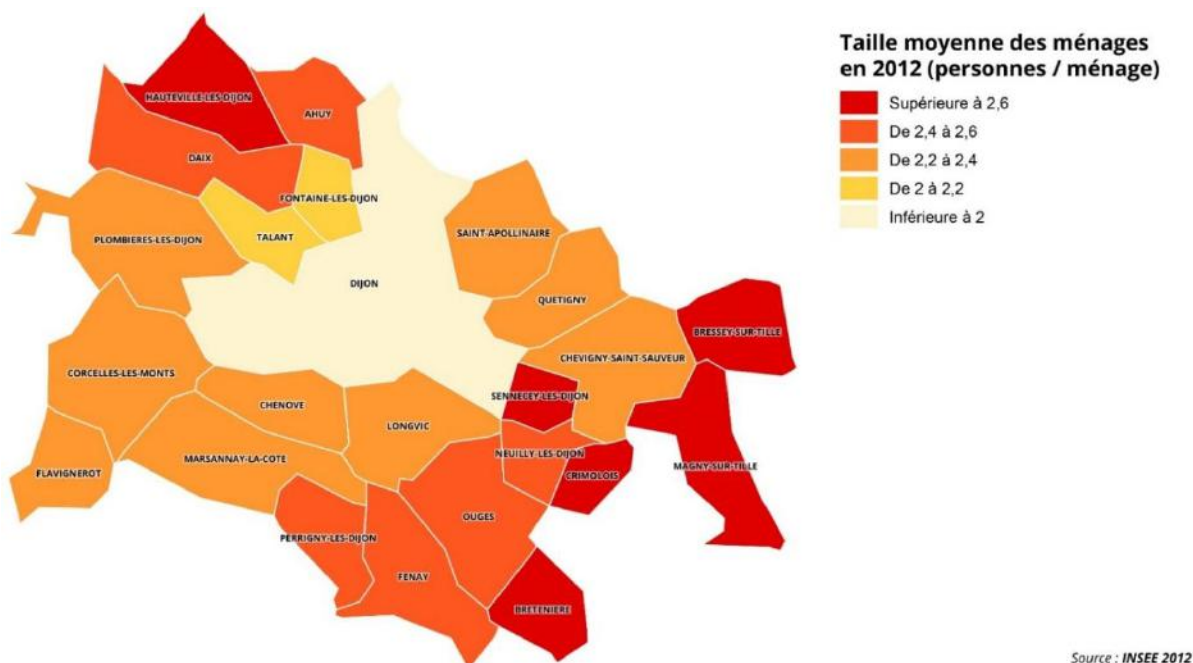 Taille moyenne des ménages
en 2012 (personnes / ménage)
Supérieure à 2,6
De 2,4 à 2,6
De 2,2 à 2,4
De 2 à 2,2
Inférieure à 2
HAUTEVILLE-LES-DIJON
AHUY
DAIX
FONTAINE-LES-DIJON
TALANT
PLOMBIERES-LES-DIJON
SAINT-APOLLINAIRE
DIJON
QUETIGNY
BRESSEY-SUR-TILLE
CHEVIGNY-SAINT-SAUVEUR
CORCELLES-LES-MONTS
SENNECEY-LES-DIJON
CHENOVE
LONGVIC
NEUILLY-LES-DIJON
MARSANNAY-LA-COTE
MAGNY-SUR-TILLE
FLAVIGNEROT
CRIMOLOIS
OUGES
PERRIGNY-LES-DIJON
FENAY
BRETENIERE
Source : INSEE 2012